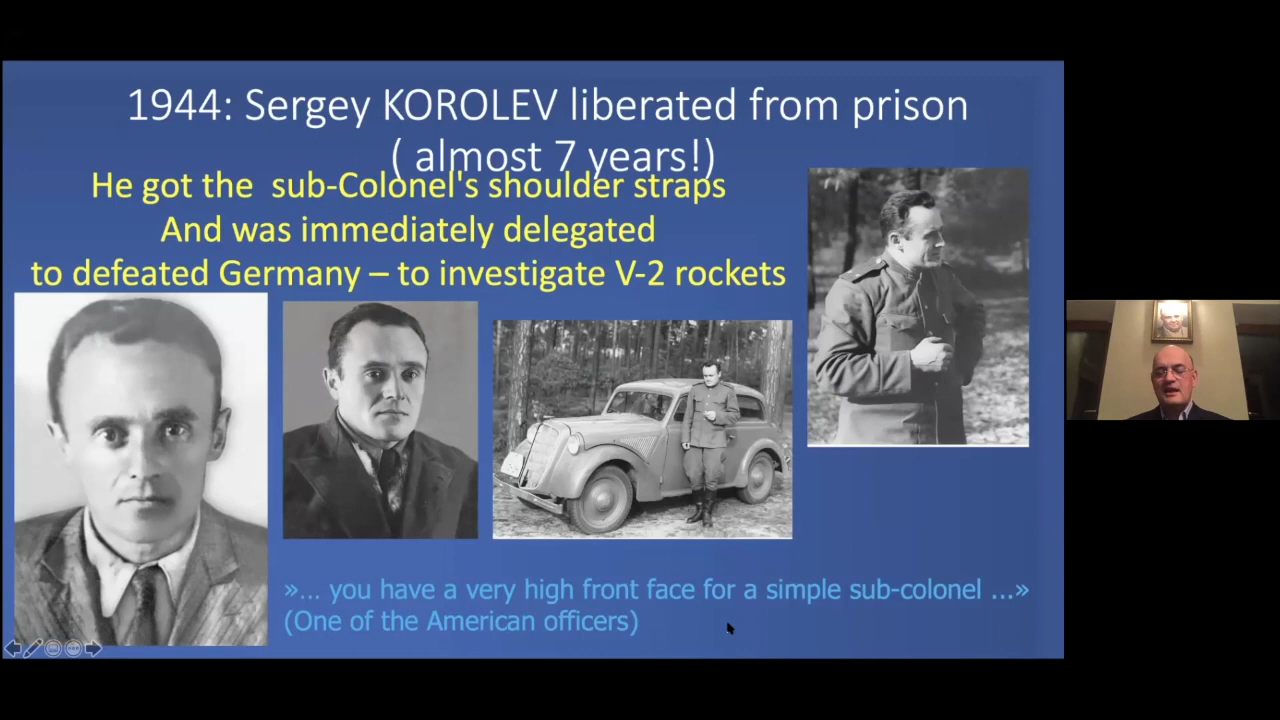 1944: Sergey KOROLEV liberated from prison
( almost 7 years!)
He got the  sub-Colonel's shoulder straps
And was immediately delegated
to defeated Germany – to investigate V-2 rockets
»... you have a very high front face for a simple sub-colonel ...»
(One of the American officers)